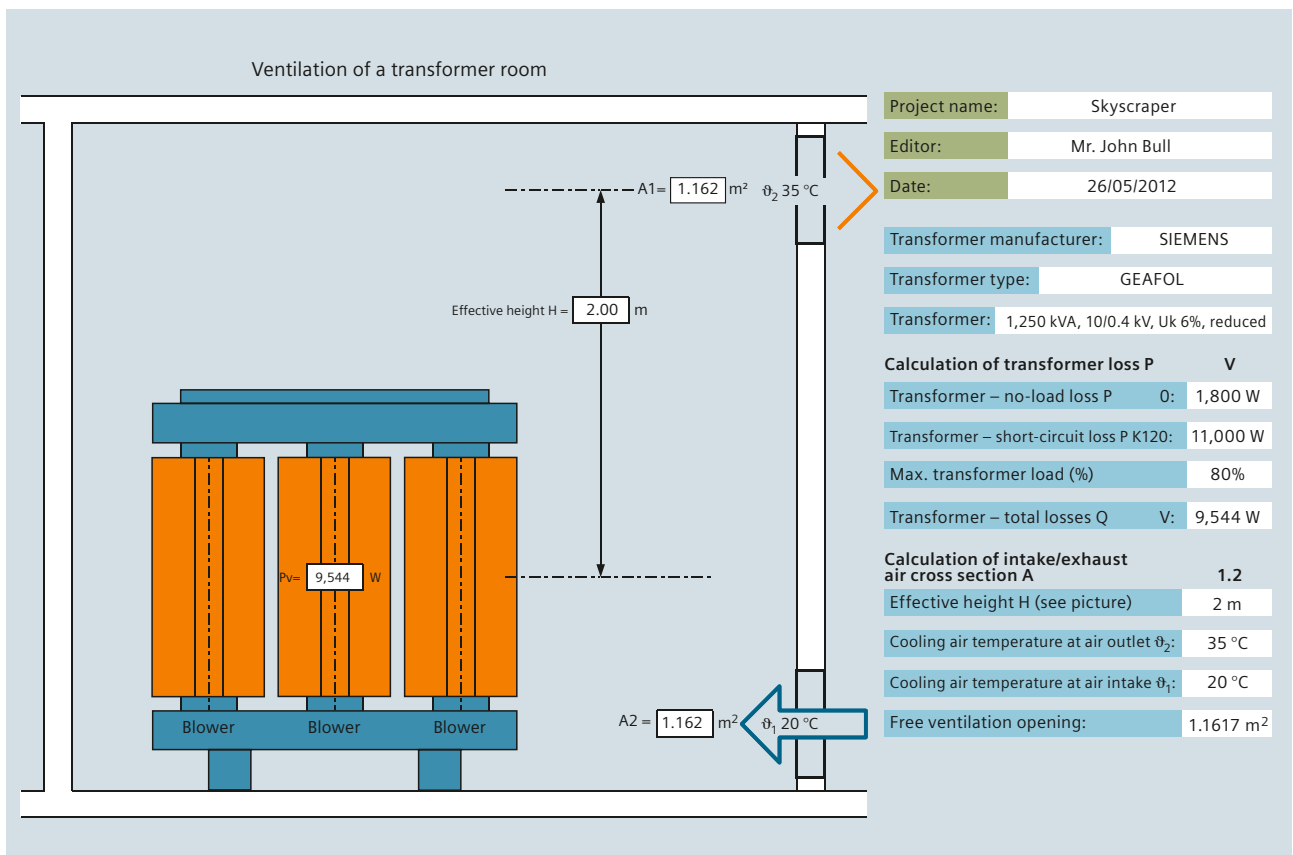 Ventilation of a transformer room
A1= 1.162 m² ϑ2 35 °C
Effective height H = 2.00 m
Pv= 9,544 W
Blower Blower Blower
A2 = 1.162 m2 ϑ1 20 °C
Project name: Skyscraper
Editor: Mr. John Bull
Date: 26/05/2012
Transformer manufacturer: SIEMENS
Transformer type: GEAFOL
Transformer: 1,250 kVA, 10/0.4 kV, Uk 6%, reduced
Calculation of transformer loss P V
Transformer – no-load loss P 0: 1,800 W
Transformer – short-circuit loss P K120: 11,000 W
Max. transformer load (%) 80%
Transformer – total losses Q V: 9,544 W
Calculation of intake/exhaust
air cross section A 1.2
Effective height H (see picture) 2 m
Cooling air temperature at air outlet ϑ2: 35 °C
Cooling air temperature at air intake ϑ1: 20 °C
Free ventilation opening: 1.1617 m2